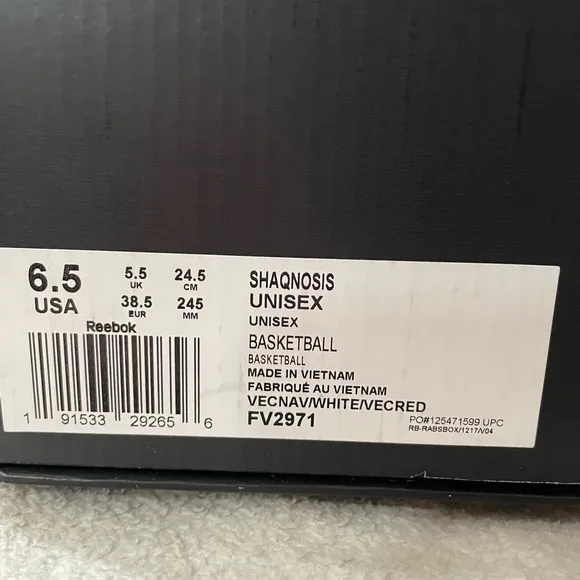 6.5
USA
5.5
UK
24.5
CM
38.5
EUR
245
MM
Reebok
1 91533 29265 6
SHAQNOSIS
UNISEX
UNISEX
BASKETBALL
BASKETBALL
MADE IN VIETNAM
FABRIQUÉ AU VIETNAM
VECNAV/WHITE/VECRED
FV2971
PO#125471599 UPC
RB-RABSBOX/1217/V04